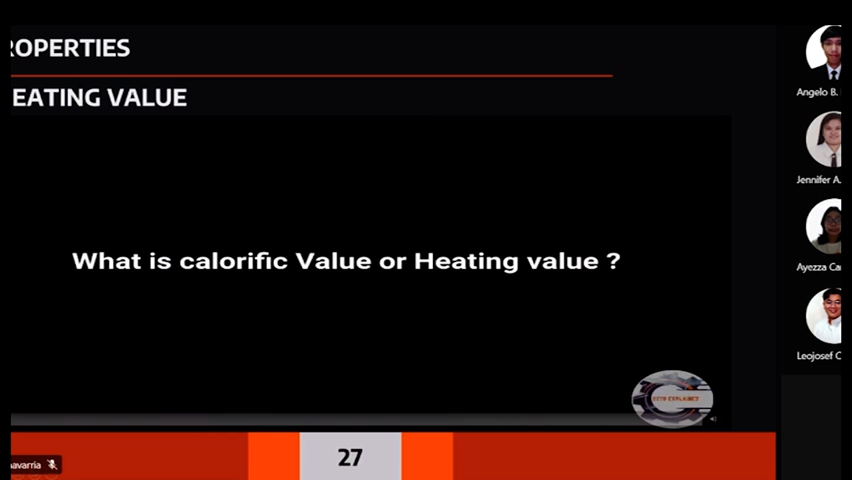 ROPERTIES
EATING VALUE
What is calorific Value or Heating value ?
27
Angelo B.
Jennifer A.
Ayezza Ca
Leojosef C
avarria